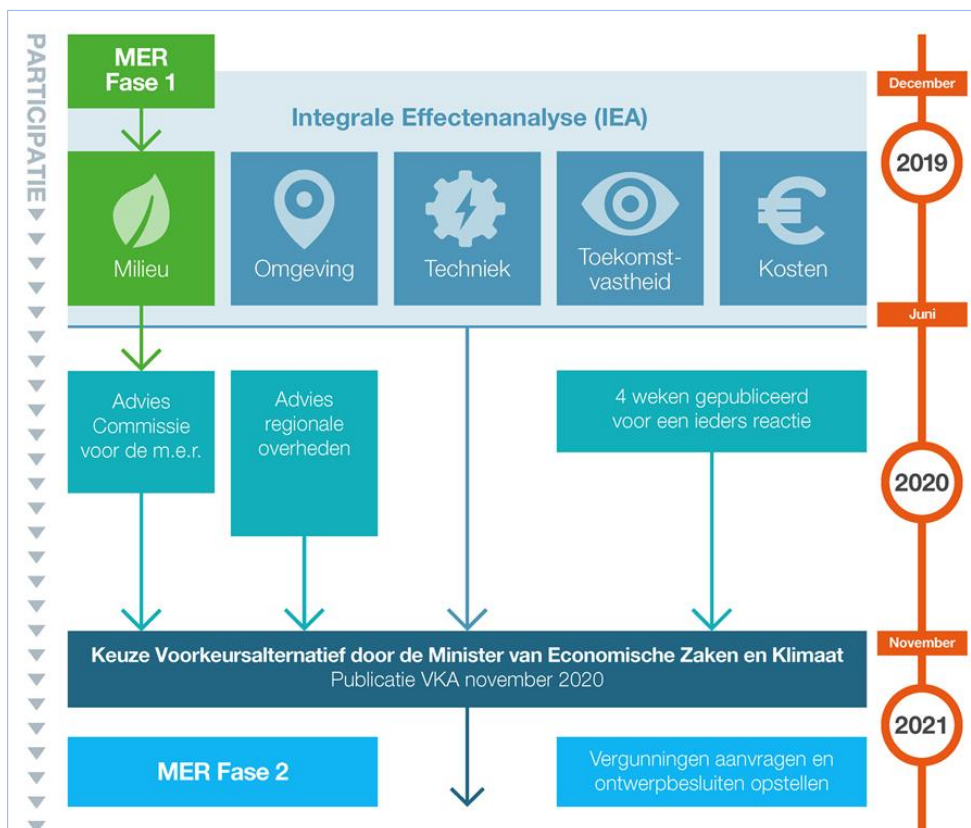 PARTICIPATIE
MER
Fase 1
Integrale Effectenanalyse (IEA)
Milieu
Omgeving
Techniek
Toekomst-
vastheid
Kosten
December
2019
Juni
Advies
Commissie
voor de m.e.r.
Advies
regionale
overheden
4 weken gepubliceerd
voor een ieders reactie
2020
Keuze Voorkeursalternatief door de Minister van Economische Zaken en Klimaat
Publicatie VKA november 2020
November
2021
MER Fase 2
Vergunningen aanvragen en
ontwerpbesluiten opstellen